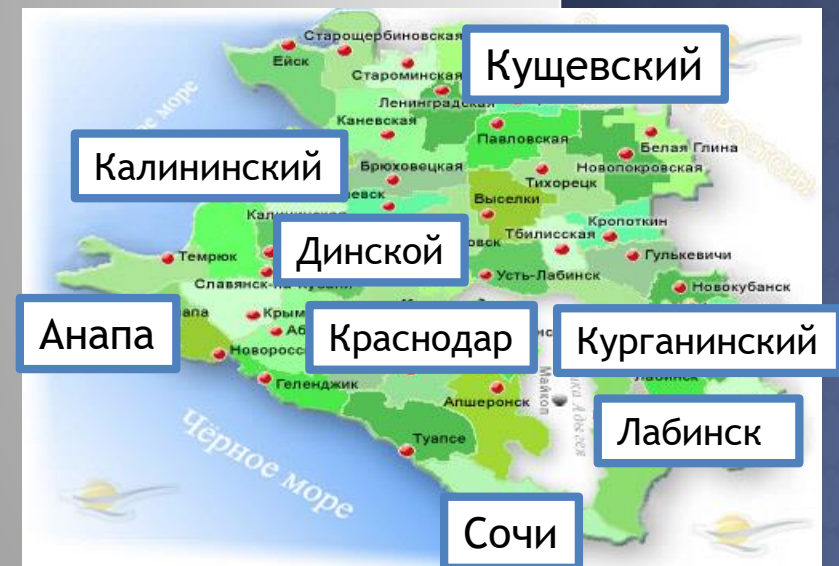 Старощербиновская
Ейск
Кущевский
Староминская
Ленинградская
Каневская
Павловская
Белая Глина
Калининский
Брюховецкая
Новопокровская
Тихорецк
Выселки
Кропоткин
Тбилисская
Динской
Гулькевичи
Темрюк
Усть-Лабинск
Славянск-на-Кубани
Новокубанск
Анапа
Краснодар
Курганинский
Геленджик
Апшеронск
Майкоп
Лабинск
Туапсе
Чёрное море
Сочи